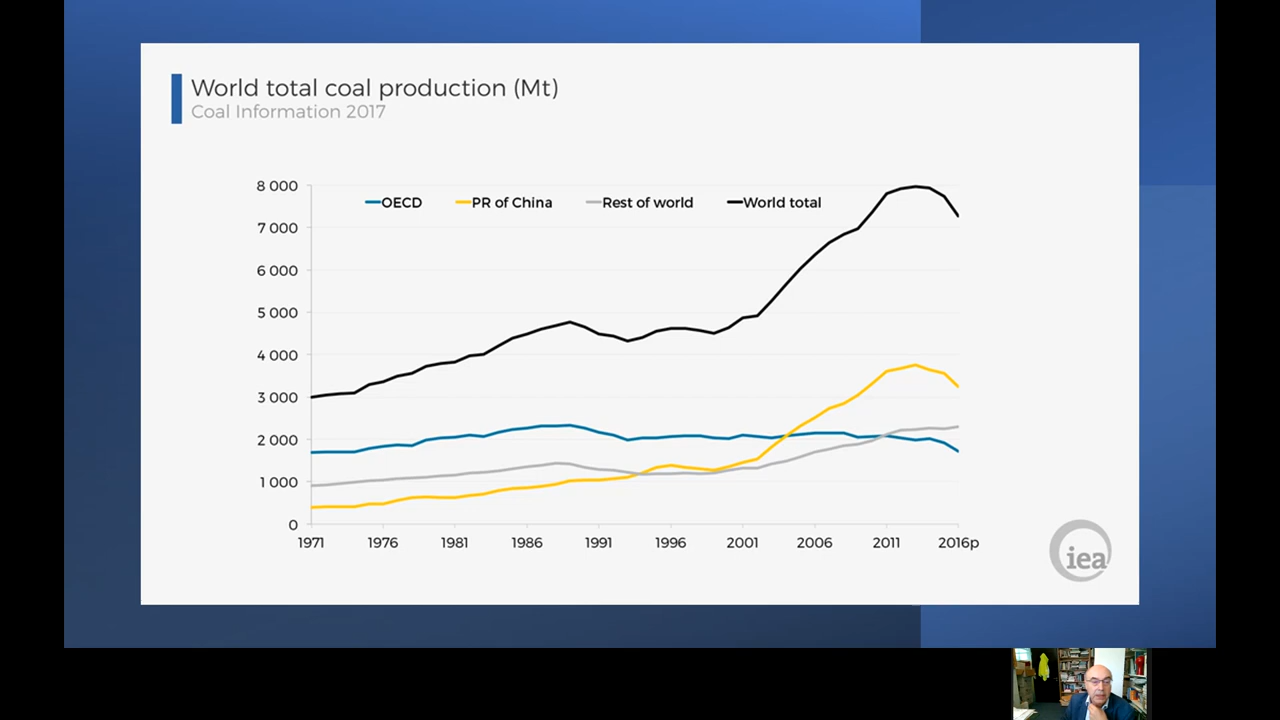 World total coal production (Mt)
Coal Information 2017
8 000
OECD PR of China Rest of world World total
7 000
6 000
5 000
4 000
3 000
2 000
1 000
0
1971 1976 1981 1986 1991 1996 2001 2006 2011 2016p
iea